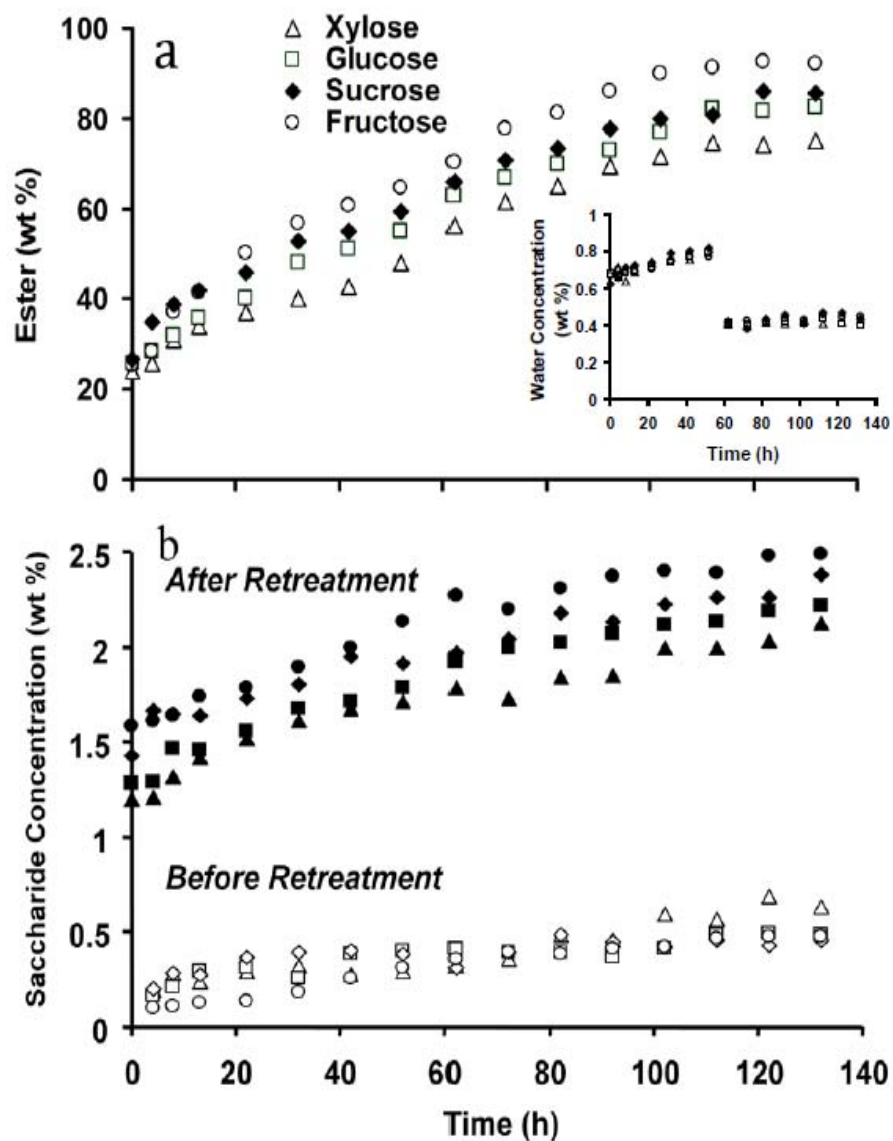 a
Xylose
Glucose
Sucrose
Fructose
Ester (wt %)
100
80
60
40
20
0
Water Concentration
(wt %)
1
0.8
0.6
0.4
0.2
0
0 20 40 60 80 100 120 140
Time (h)
b
After Retreatment
Before Retreatment
Saccharide Concentration (wt %)
2.5
2
1.5
1
0.5
0
0 20 40 60 80 100 120 140
Time (h)